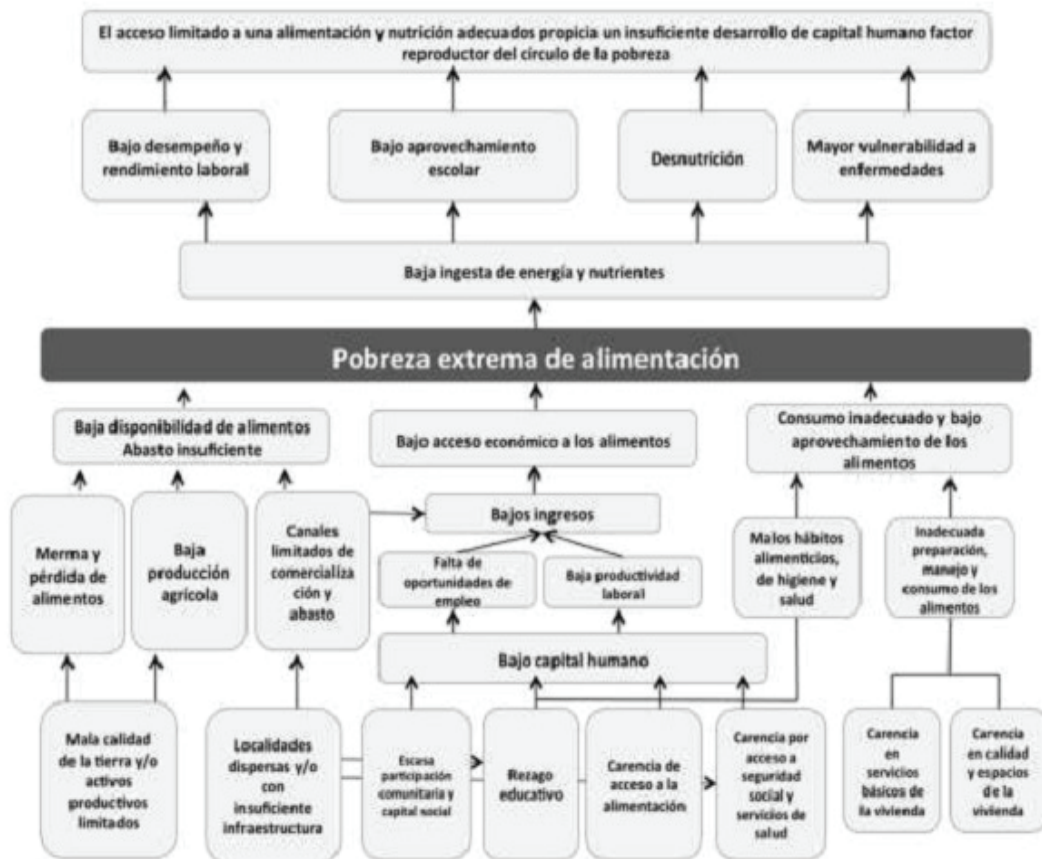 El acceso limitado a una alimentación y nutrición adecuados propicia un insuficiente desarrollo de capital humano factor
reproductor del círculo de la pobreza
Bajo desempeño y
rendimiento laboral
Bajo aprovechamiento
escolar
Desnutrición
Mayor vulnerabilidad a
enfermedades
Baja ingesta de energía y nutrientes
Pobreza extrema de alimentación
Baja disponibilidad de alimentos
Abasto insuficiente
Bajo acceso económico a los alimentos
Consumo inadecuado y bajo
aprovechamiento de los
alimentos
Merma y
pérdida de
alimentos
Baja
producción
agrícola
Canales
limitados de
comercializa
ción y
abasto
Bajos ingresos
Falta de
oportunidades de
empleo
Baja productividad
laboral
Malos hábitos
alimenticios,
de higiene y
salud
Inadecuada
preparación,
manejo y
consumo de los
alimentos
Bajo capital humano
Mala calidad
de la tierra y/o
activos
productivos
limitados
Localidades
dispersas y/o
con
insuficiente
infraestructura
Escasa
participación
comunitaria y
capital social
Rezago
educativo
Carencia de
acceso a la
alimentación
Carencia por
acceso a
seguridad
social y
servicios de
salud
Carencia
en
servicios
básicos de
la vivienda
Carencia
en calidad
y espacios
de la
vivienda